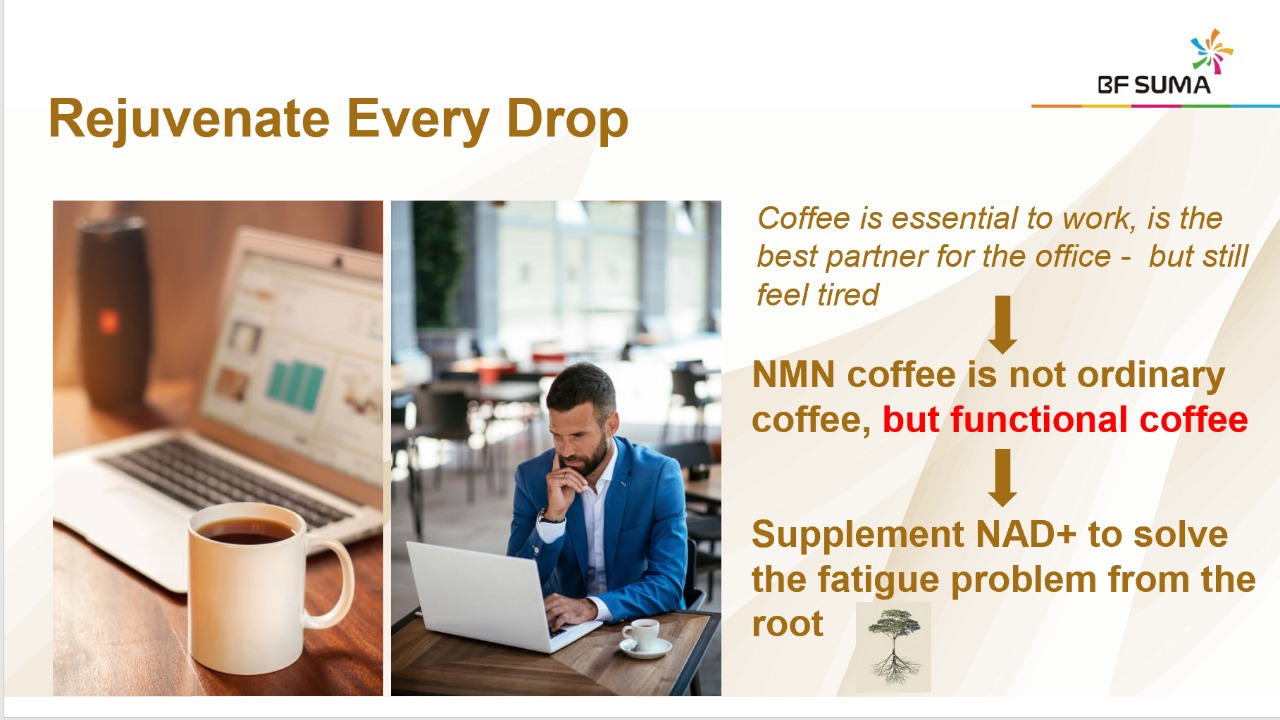 BF SUMA
Rejuvenate Every Drop
Coffee is essential to work, is the
best partner for the office - but still
feel tired
NMN coffee is not ordinary
coffee, but functional coffee
Supplement NAD+ to solve
the fatigue problem from the
root